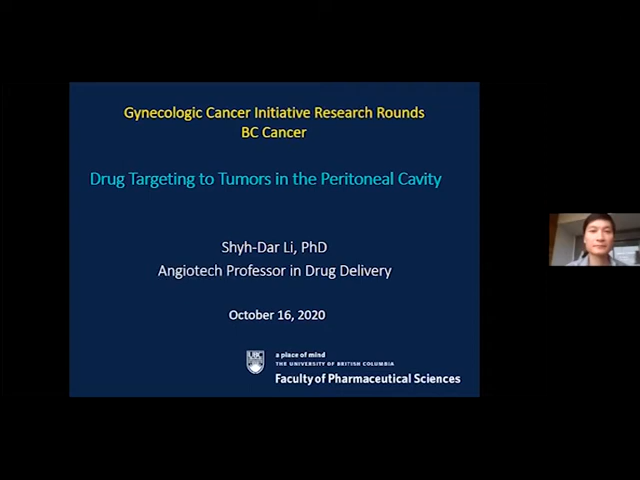 Gynecologic Cancer Initiative Research Rounds
BC Cancer
Drug Targeting to Tumors in the Peritoneal Cavity
Shyh-Dar Li, PhD
Angiotech Professor in Drug Delivery
October 16, 2020
UBC
a place of mind
THE UNIVERSITY OF BRITISH COLUMBIA
Faculty of Pharmaceutical Sciences